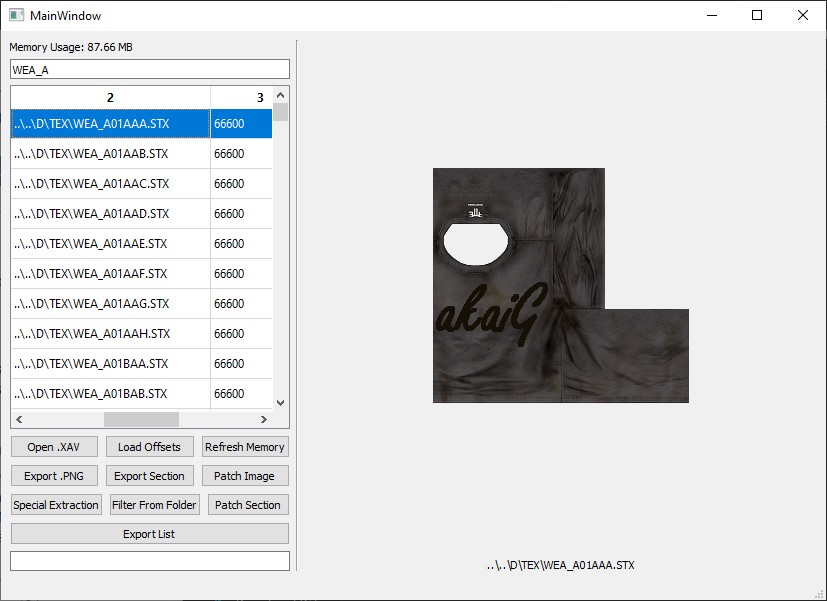 MainWindow
Memory Usage: 87.66 MB
WEA_A
2 3
..\..\D\TEX\WEA_A01AAA.STX 66600
..\..\D\TEX\WEA_A01AAB.STX 66600
..\..\D\TEX\WEA_A01AAC.STX 66600
..\..\D\TEX\WEA_A01AAD.STX 66600
..\..\D\TEX\WEA_A01AAE.STX 66600
..\..\D\TEX\WEA_A01AAF.STX 66600
..\..\D\TEX\WEA_A01AAG.STX 66600
..\..\D\TEX\WEA_A01AAH.STX 66600
..\..\D\TEX\WEA_A01BAA.STX 66600
..\..\D\TEX\WEA_A01BAB.STX 66600
akaiG
Open .XAV Load Offsets Refresh Memory
Export .PNG Export Section Patch Image
Special Extraction Filter From Folder Patch Section
Export List
..\..\D\TEX\WEA_A01AAA.STX